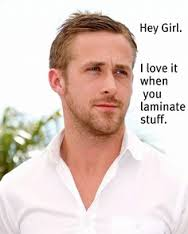 Hey Girl.
I love it
when
you
laminate
stuff.